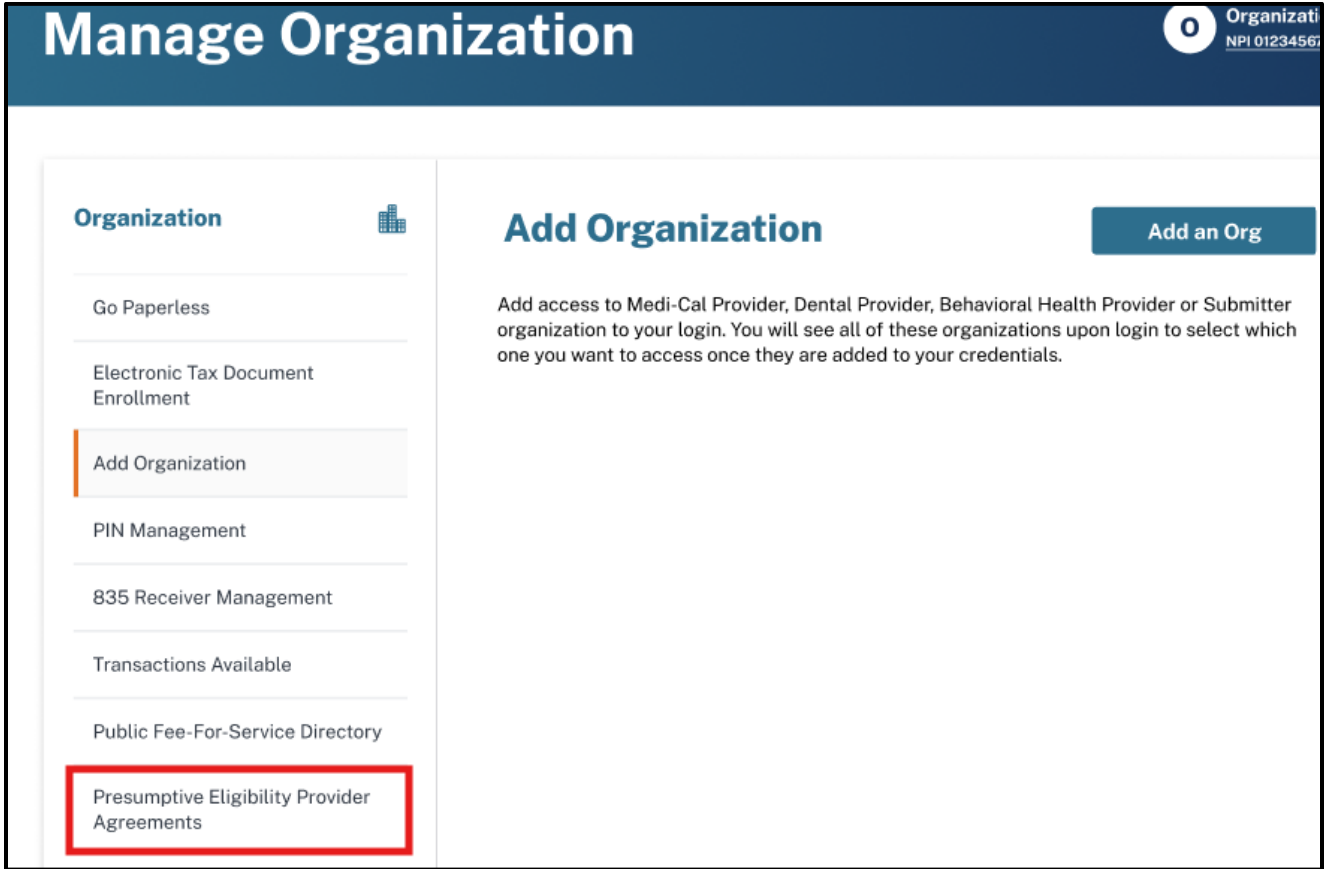 Manage Organization
O
NPI 01234567
Organization
Go Paperless
Electronic Tax Document
Enrollment
Add Organization
PIN Management
835 Receiver Management
Transactions Available
Public Fee-For-Service Directory
Presumptive Eligibility Provider
Agreements
Add Organization
Add an Org
Add access to Medi-Cal Provider, Dental Provider, Behavioral Health Provider or Submitter
organization to your login. You will see all of these organizations upon login to select which
one you want to access once they are added to your credentials.